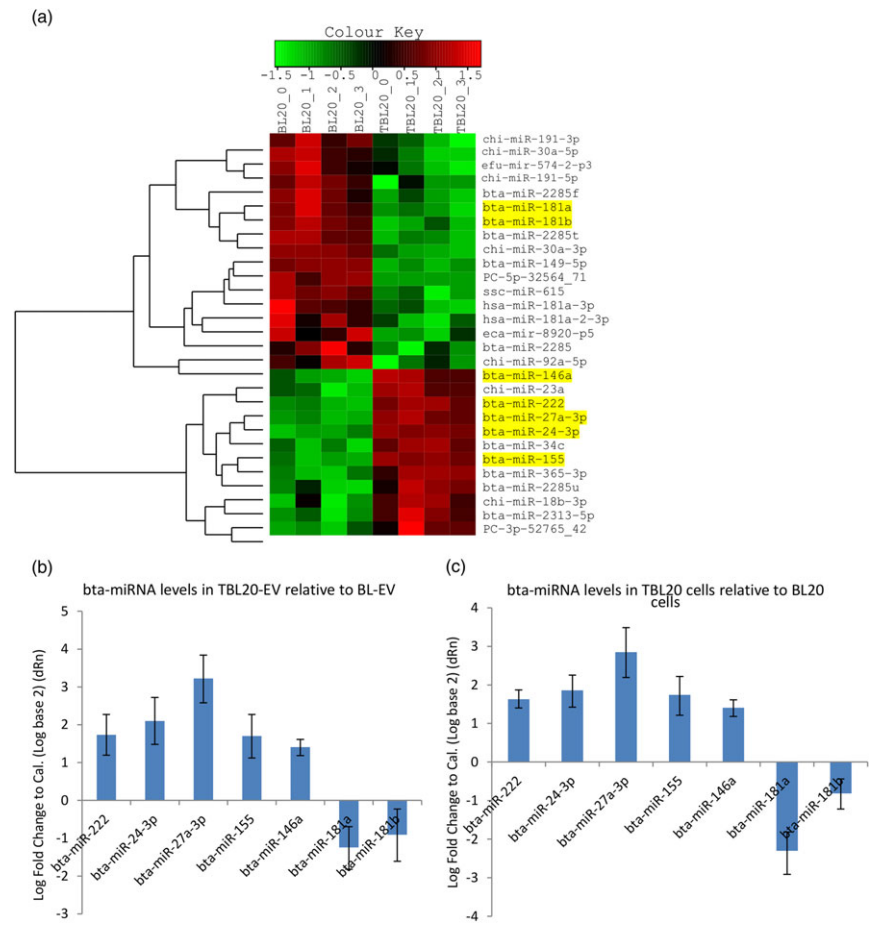 (a)
Colour Key
-1.5 -1 -0.5 0 0.5 1 1.5
BL20_0
BL20_1
BL20_2
BL20_3
TBL20_0
TBL20_1
TBL20_2
TBL20_3
chi-miR-191-3p
chi-miR-30a-5p
efu-mir-574-2-p3
chi-miR-191-5p
bta-miR-2285f
bta-miR-181a
bta-miR-181b
bta-miR-2285t
chi-miR-30a-3p
bta-miR-149-5p
PC-5p-32564_71
ssc-miR-615
hsa-miR-181a-3p
hsa-miR-181a-2-3p
eca-mir-8920-p5
bta-miR-2285
chi-miR-92a-5p
bta-miR-146a
chi-miR-23a
bta-miR-222
bta-miR-27a-3p
bta-miR-24-3p
bta-miR-34c
bta-miR-155
bta-miR-365-3p
bta-miR-2285u
chi-miR-18b-3p
bta-miR-2313-5p
PC-3p-52765_42
(b)
bta-miRNA levels in TBL20-EV relative to BL-EV
Log Fold Change to Cal. (Log base 2) (dRn)
5
4
3
2
1
0
-1
-2
-3
bta-miR-222
bta-miR-24-3p
bta-miR-27a-3p
bta-miR-155
bta-miR-146a
bta-miR-181a
bta-miR-181b
(c)
bta-miRNA levels in TBL20 cells relative to BL20
cells
Log Fold Change to Cal. (Log base 2) (dRn)
4
3
2
1
0
-1
-2
-3
-4
bta-miR-222
bta-miR-24-3p
bta-miR-27a-3p
bta-miR-155
bta-miR-146a
bta-miR-181a
bta-miR-181b